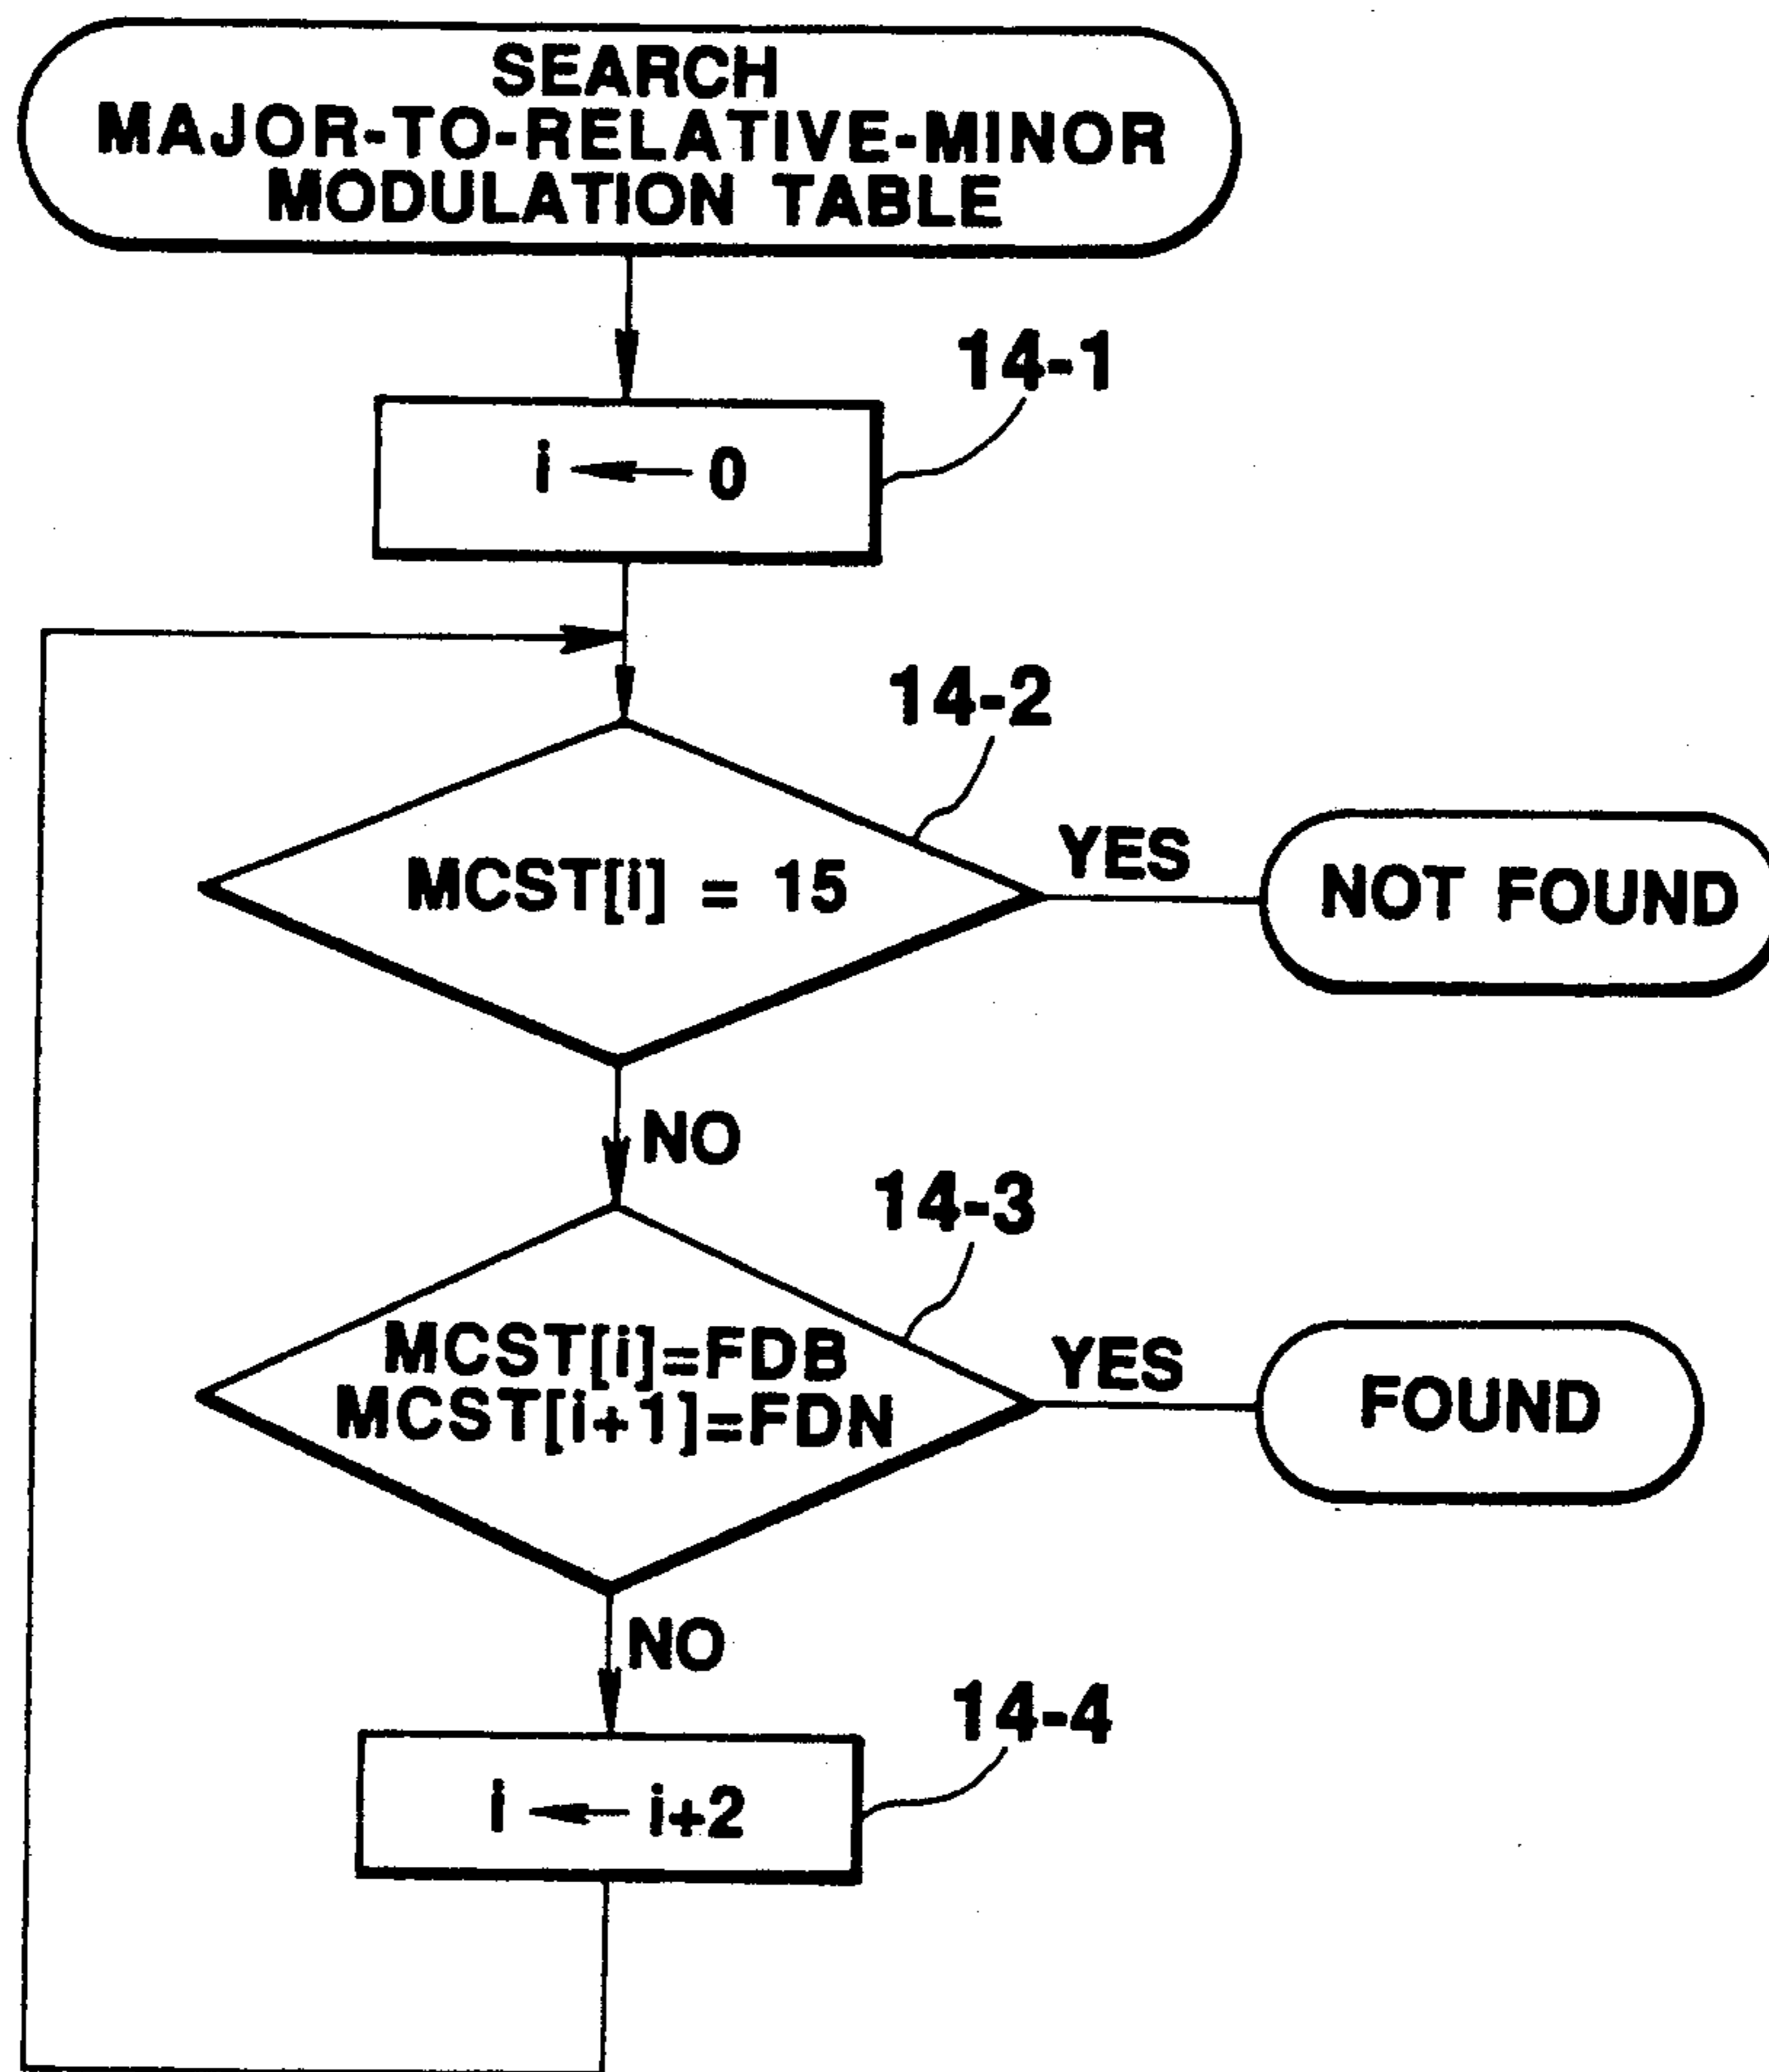 SEARCH
MAJOR-TO-RELATIVE-MINOR
MODULATION TABLE
14-1
i ← 0
14-2
MCST[i] = 15
YES
NOT FOUND
NO
14-3
MCST[i]=FDB
MCST[i+1]=FDN
YES
FOUND
NO
14-4
i ← i+2